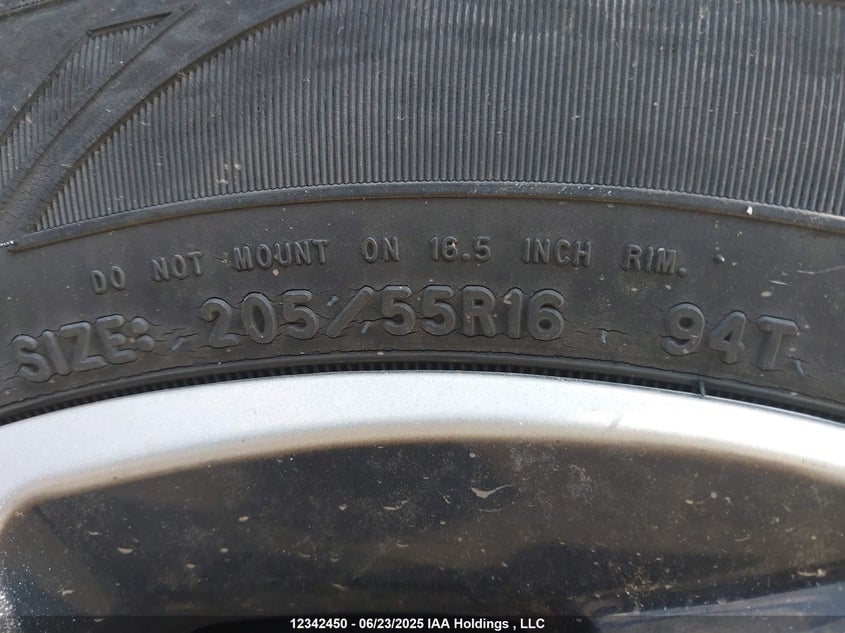 DO NOT MOUNT ON 16.5 INCH RIM.
SIZE: 205/55R16 94T
12342450 - 06/23/2025 IAA Holdings , LLC